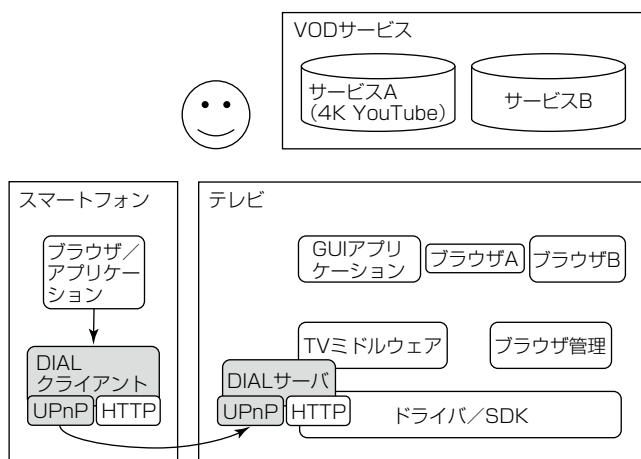 VODサービス
サービスA
（4K YouTube）
サービスB
スマートフォン
ブラウザ／
アプリケー
ション
DIAL
クライアント
UPnP
HTTP
テレビ
GUIアプリ
ケーション
ブラウザA
ブラウザB
TVミドルウェア
ブラウザ管理
DIALサーバ
UPnP
HTTP
ドライバ／SDK